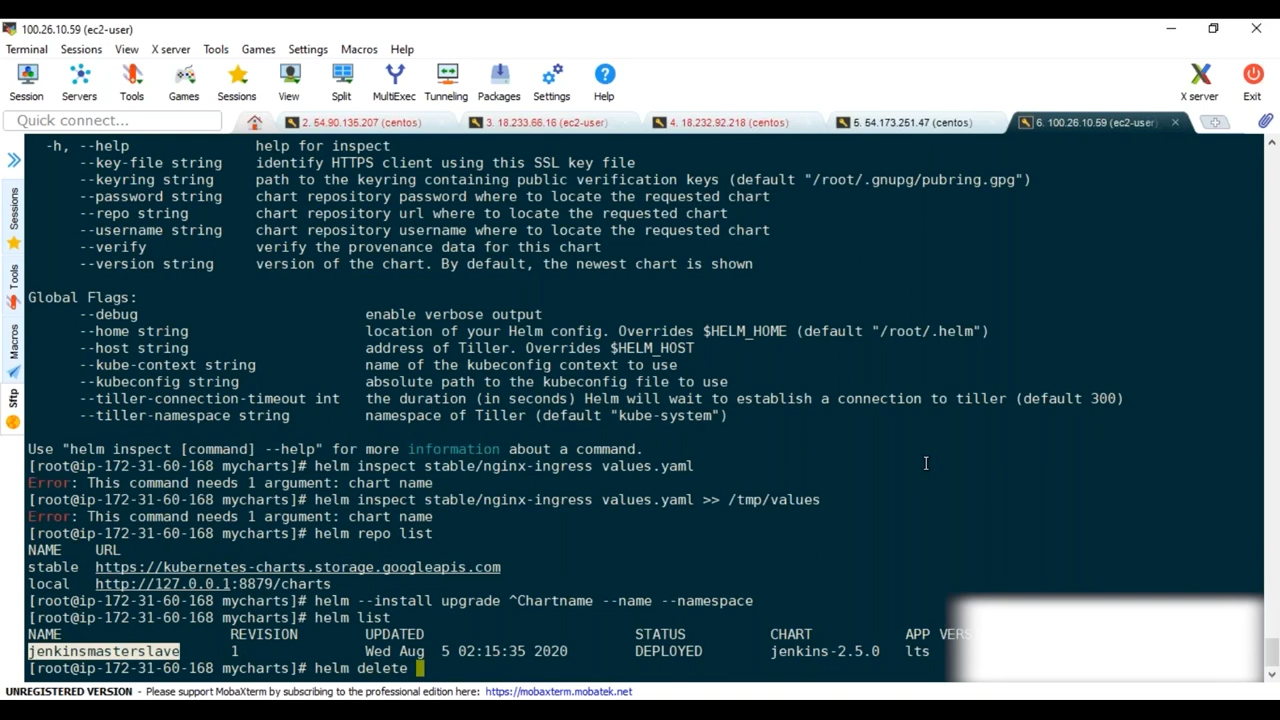 100.26.10.59 (ec2-user)
Terminal Sessions View X server Tools Games Settings Macros Help
Session Servers Tools Games Sessions View Split MultiExec Tunneling Packages Settings Help X server Exit
Quick connect...
2. 54.90.135.207 (centos)
3. 18.233.66.16 (ec2-user)
4. 18.232.92.218 (centos)
5. 54.173.251.47 (centos)
6. 100.26.10.59 (ec2-user)
Sessions
Tools
Macros
Sftp
-h, --help help for inspect
--key-file string identify HTTPS client using this SSL key file
--keyring string path to the keyring containing public verification keys (default "/root/.gnupg/pubring.gpg")
--password string chart repository password where to locate the requested chart
--repo string chart repository url where to locate the requested chart
--username string chart repository username where to locate the requested chart
--verify verify the provenance data for this chart
--version string version of the chart. By default, the newest chart is shown
Global Flags:
--debug enable verbose output
--home string location of your Helm config. Overrides $HELM_HOME (default "/root/.helm")
--host string address of Tiller. Overrides $HELM_HOST
--kube-context string name of the kubeconfig context to use
--kubeconfig string absolute path to the kubeconfig file to use
--tiller-connection-timeout int the duration (in seconds) Helm will wait to establish a connection to tiller (default 300)
--tiller-namespace string namespace of Tiller (default "kube-system")
Use "helm inspect [command] --help" for more information about a command.
[root@ip-172-31-60-168 mycharts]# helm inspect stable/nginx-ingress values.yaml
Error: This command needs 1 argument: chart name
[root@ip-172-31-60-168 mycharts]# helm inspect stable/nginx-ingress values.yaml >> /tmp/values
Error: This command needs 1 argument: chart name
[root@ip-172-31-60-168 mycharts]# helm repo list
NAME URL
stable https://kubernetes-charts.storage.googleapis.com
local http://127.0.0.1:8879/charts
[root@ip-172-31-60-168 mycharts]# helm --install upgrade ^Chartname --name --namespace
[root@ip-172-31-60-168 mycharts]# helm list
NAME REVISION UPDATED STATUS CHART APP VERS
jenkinsmasterslave 1 Wed Aug 5 02:15:35 2020 DEPLOYED jenkins-2.5.0 lts
[root@ip-172-31-60-168 mycharts]# helm delete
UNREGISTERED VERSION - Please support MobaXterm by subscribing to the professional edition here: https://mobaxterm.mobatek.net